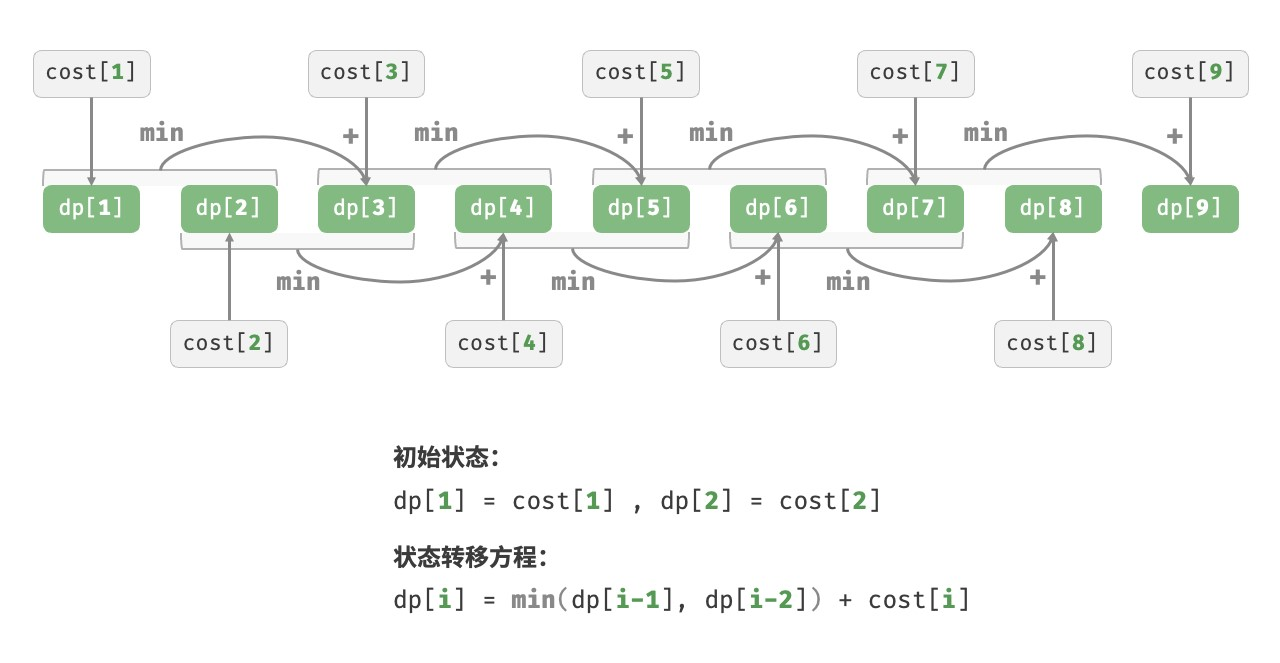 cost[1] cost[3] cost[5] cost[7] cost[9]
min + min + min + min +
dp[1] dp[2] dp[3] dp[4] dp[5] dp[6] dp[7] dp[8] dp[9]
min + min + min +
cost[2] cost[4] cost[6] cost[8]
初始状态：
dp[1] = cost[1] , dp[2] = cost[2]
状态转移方程：
dp[i] = min(dp[i-1], dp[i-2]) + cost[i]